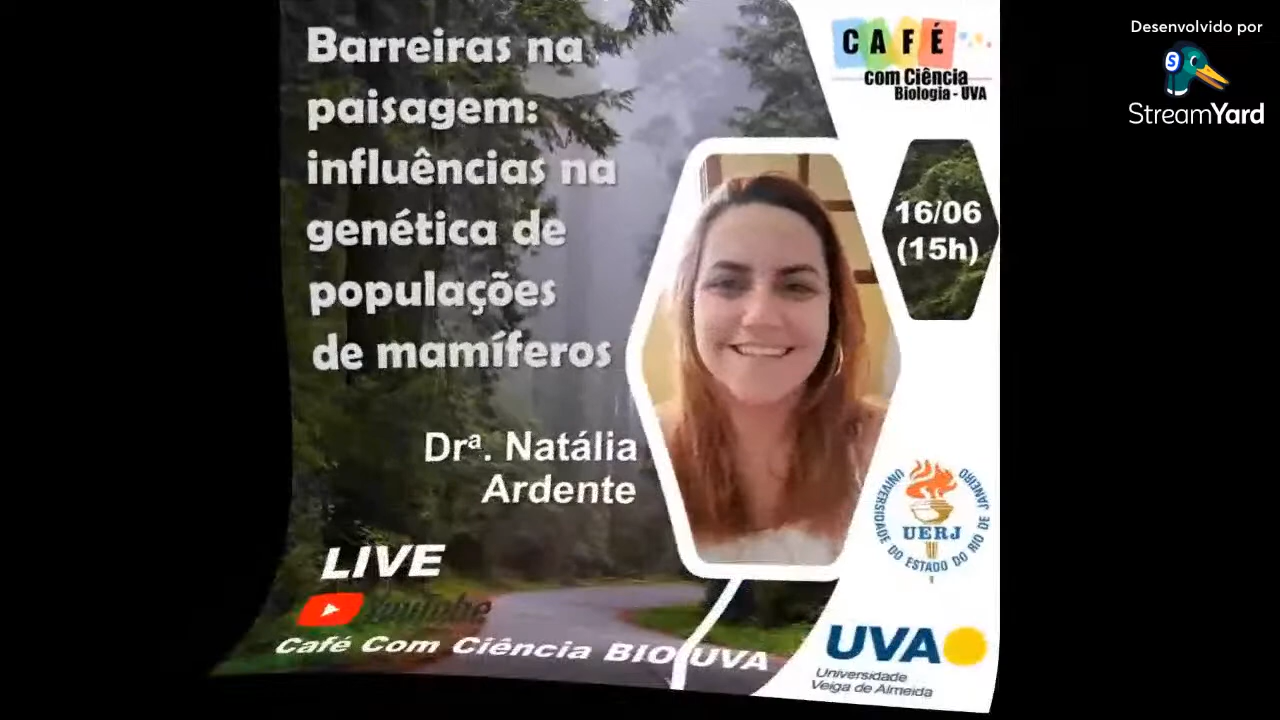 Barreiras na
paisagem:
influências na
genética de
populações
de mamíferos
Drª. Natália
Ardente
LIVE
Café Com Ciência BIO UVA
CAFÉ
com Ciência
Biologia - UVA
16/06
(15h)
UNIVERSIDADE DO ESTADO DO RIO DE JANEIRO
UERJ
UVA
Universidade
Veiga de Almeida
Desenvolvido por
S
StreamYard